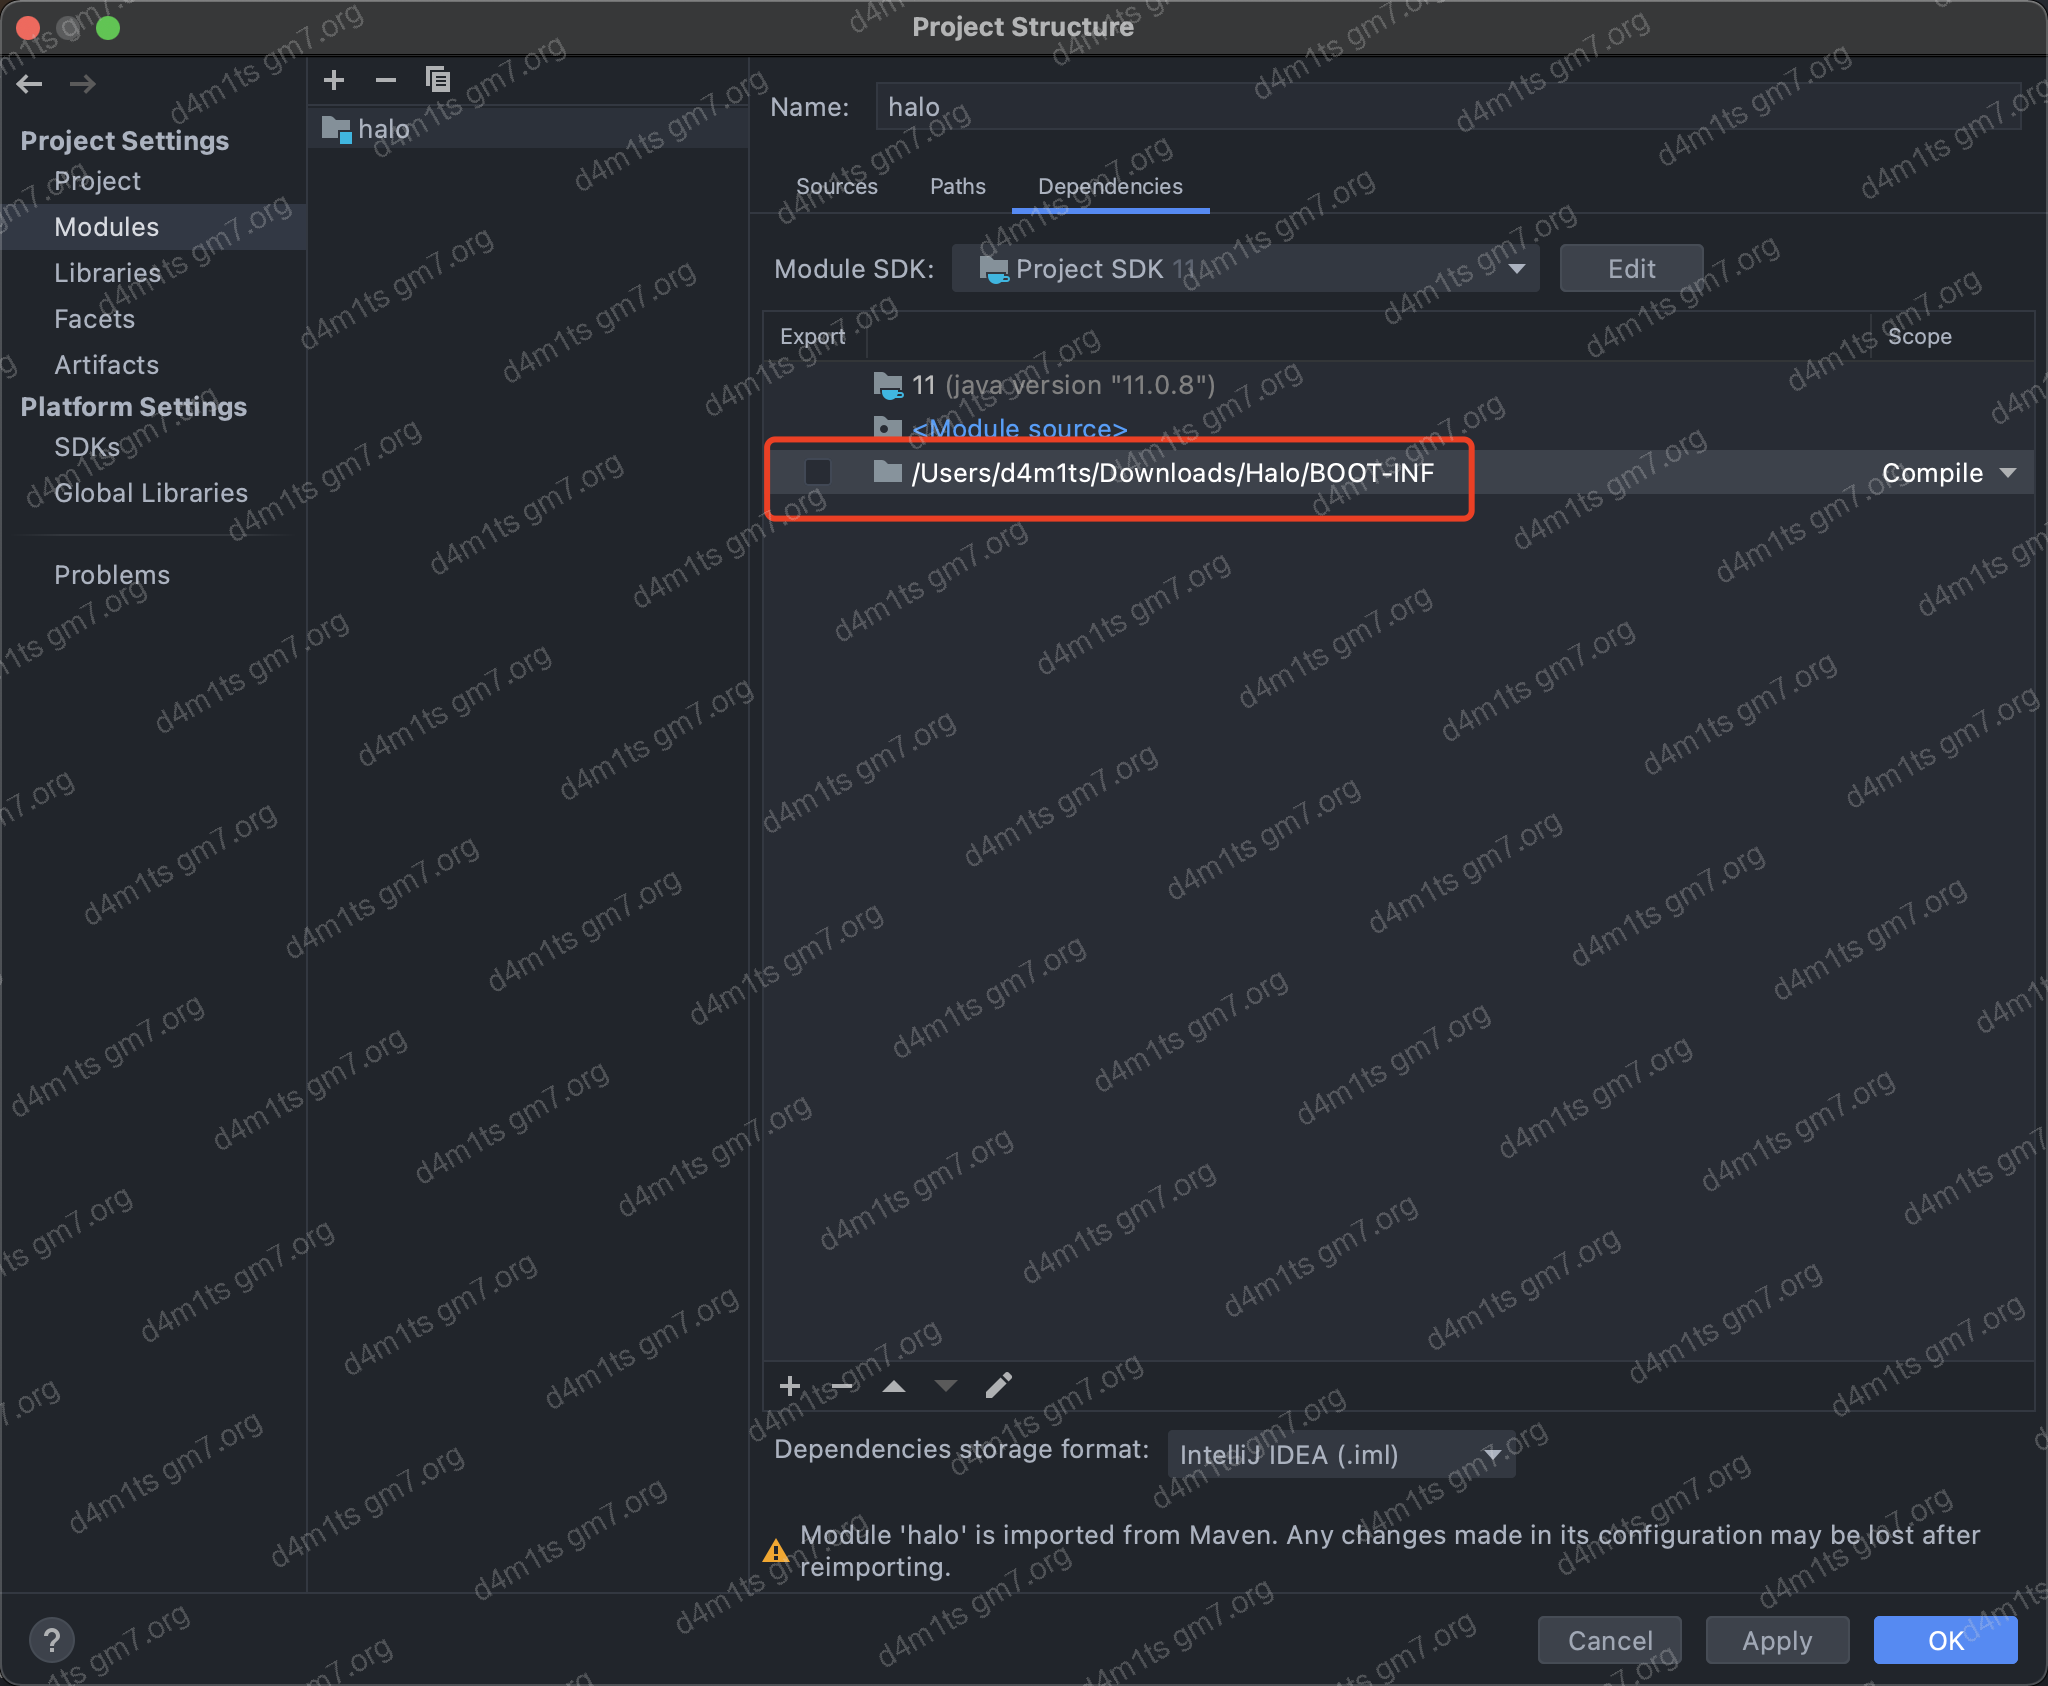 Project Structure
Project Settings
Project
Modules
Libraries
Facets
Artifacts
Platform Settings
SDKs
Global Libraries
Problems
halo
Name: halo
Sources Paths Dependencies
Module SDK: Project SDK 11 Edit
Export Scope
11 (java version "11.0.8")
<Module source>
/Users/d4m1ts/Downloads/Halo/BOOT-INF Compile
Dependencies storage format: IntelliJ IDEA (.iml)
Module 'halo' is imported from Maven. Any changes made in its configuration may be lost after
reimporting.
? Cancel Apply OK
d4m1ts gm7.org